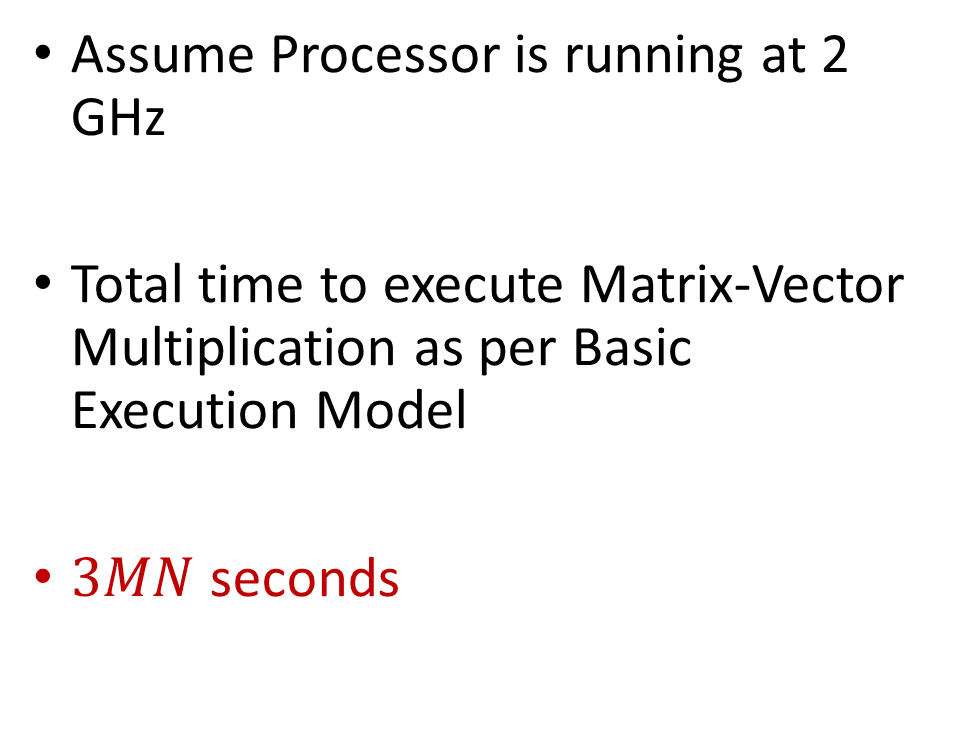 • Assume Processor is running at 2
GHz
• Total time to execute Matrix-Vector
Multiplication as per Basic
Execution Model
• 3MN seconds